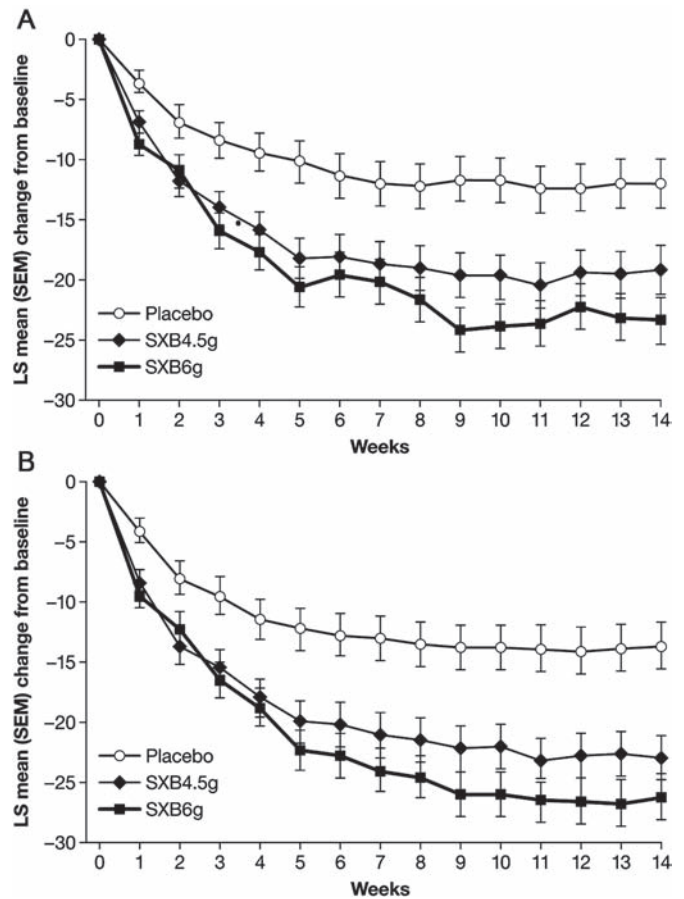 A
LS mean (SEM) change from baseline
0
−5
−10
−15
−20
−25
−30
Placebo
SXB4.5g
SXB6g
0 1 2 3 4 5 6 7 8 9 10 11 12 13 14
Weeks
B
LS mean (SEM) change from baseline
0
−5
−10
−15
−20
−25
−30
Placebo
SXB4.5g
SXB6g
0 1 2 3 4 5 6 7 8 9 10 11 12 13 14
Weeks